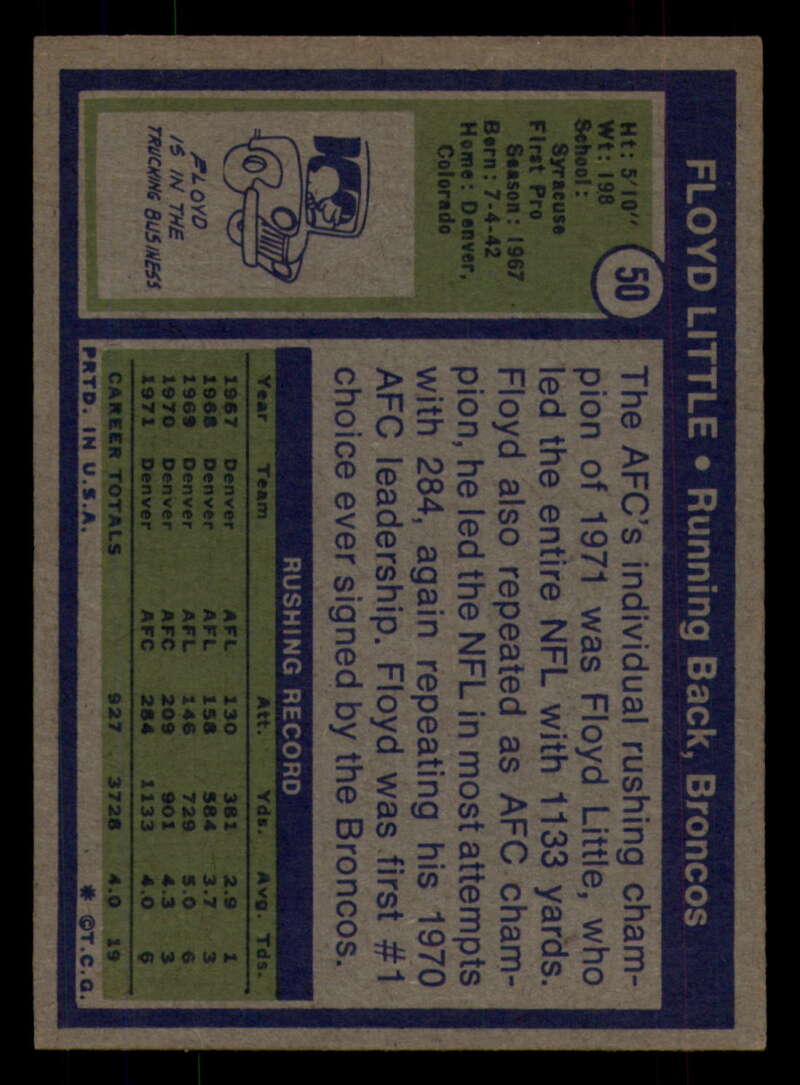 FLOYD LITTLE • Running Back, Broncos
50
Ht: 5'10"
Wt: 198
School:
Syracuse
First Pro
Season: 1967
Born: 7-4-42
Home: Denver,
Colorado
FLOYD
IS IN THE
TRUCKING BUSINESS
The AFC's individual rushing cham-
pion of 1971 was Floyd Little, who
led the entire NFL with 1133 yards.
Floyd also repeated as AFC cham-
pion, he led the NFL in most attempts
with 284, again repeating his 1970
AFC leadership. Floyd was first #1
choice ever signed by the Broncos.
RUSHING RECORD
Year Team Att. Yds. Avg. Tds.
1967 Denver AFL 130 381 2.9 1
1968 Denver AFL 158 584 3.7 3
1969 Denver AFL 146 729 5.0 6
1970 Denver AFC 209 901 4.3 3
1971 Denver AFC 284 1133 4.0 6
CAREER TOTALS 927 3728 4.0 19
PRTD. IN U.S.A. * ©T.C.G.